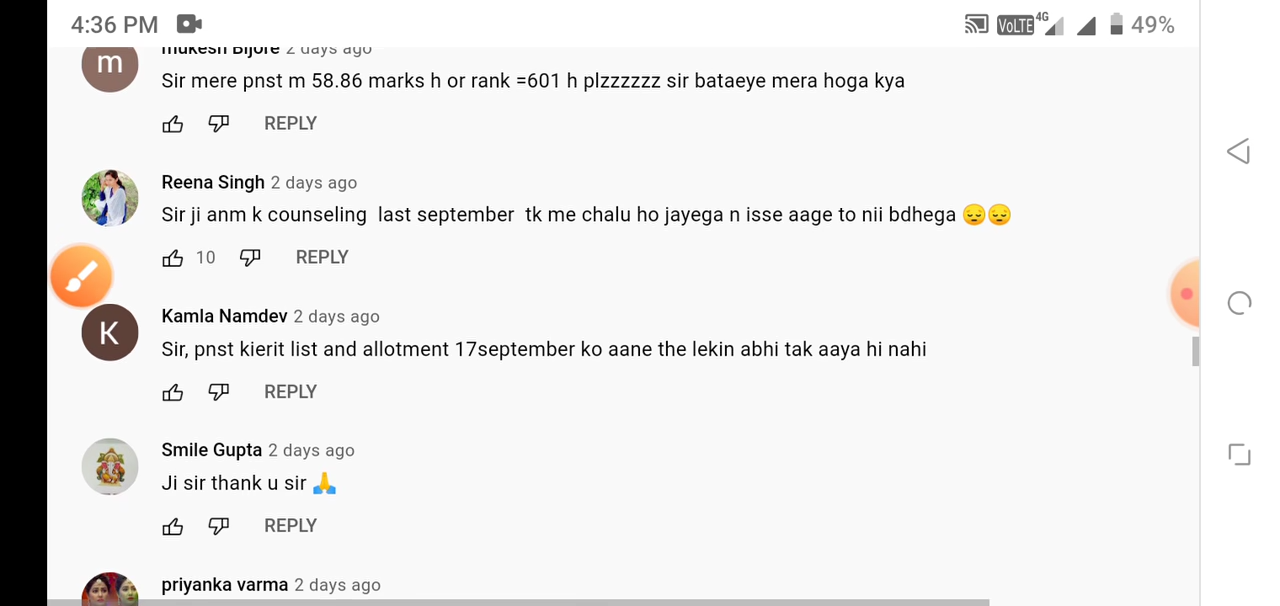 4:36 PM VoLTE 4G 49%
mukesh Bijore 2 days ago
Sir mere pnst m 58.86 marks h or rank =601 h plzzzzzz sir bataeye mera hoga kya
REPLY
Reena Singh 2 days ago
Sir ji anm k counseling last september tk me chalu ho jayega n isse aage to nii bdhega 😔😔
10 REPLY
Kamla Namdev 2 days ago
Sir, pnst kierit list and allotment 17september ko aane the lekin abhi tak aaya hi nahi
REPLY
Smile Gupta 2 days ago
Ji sir thank u sir 🙏
REPLY
priyanka varma 2 days ago